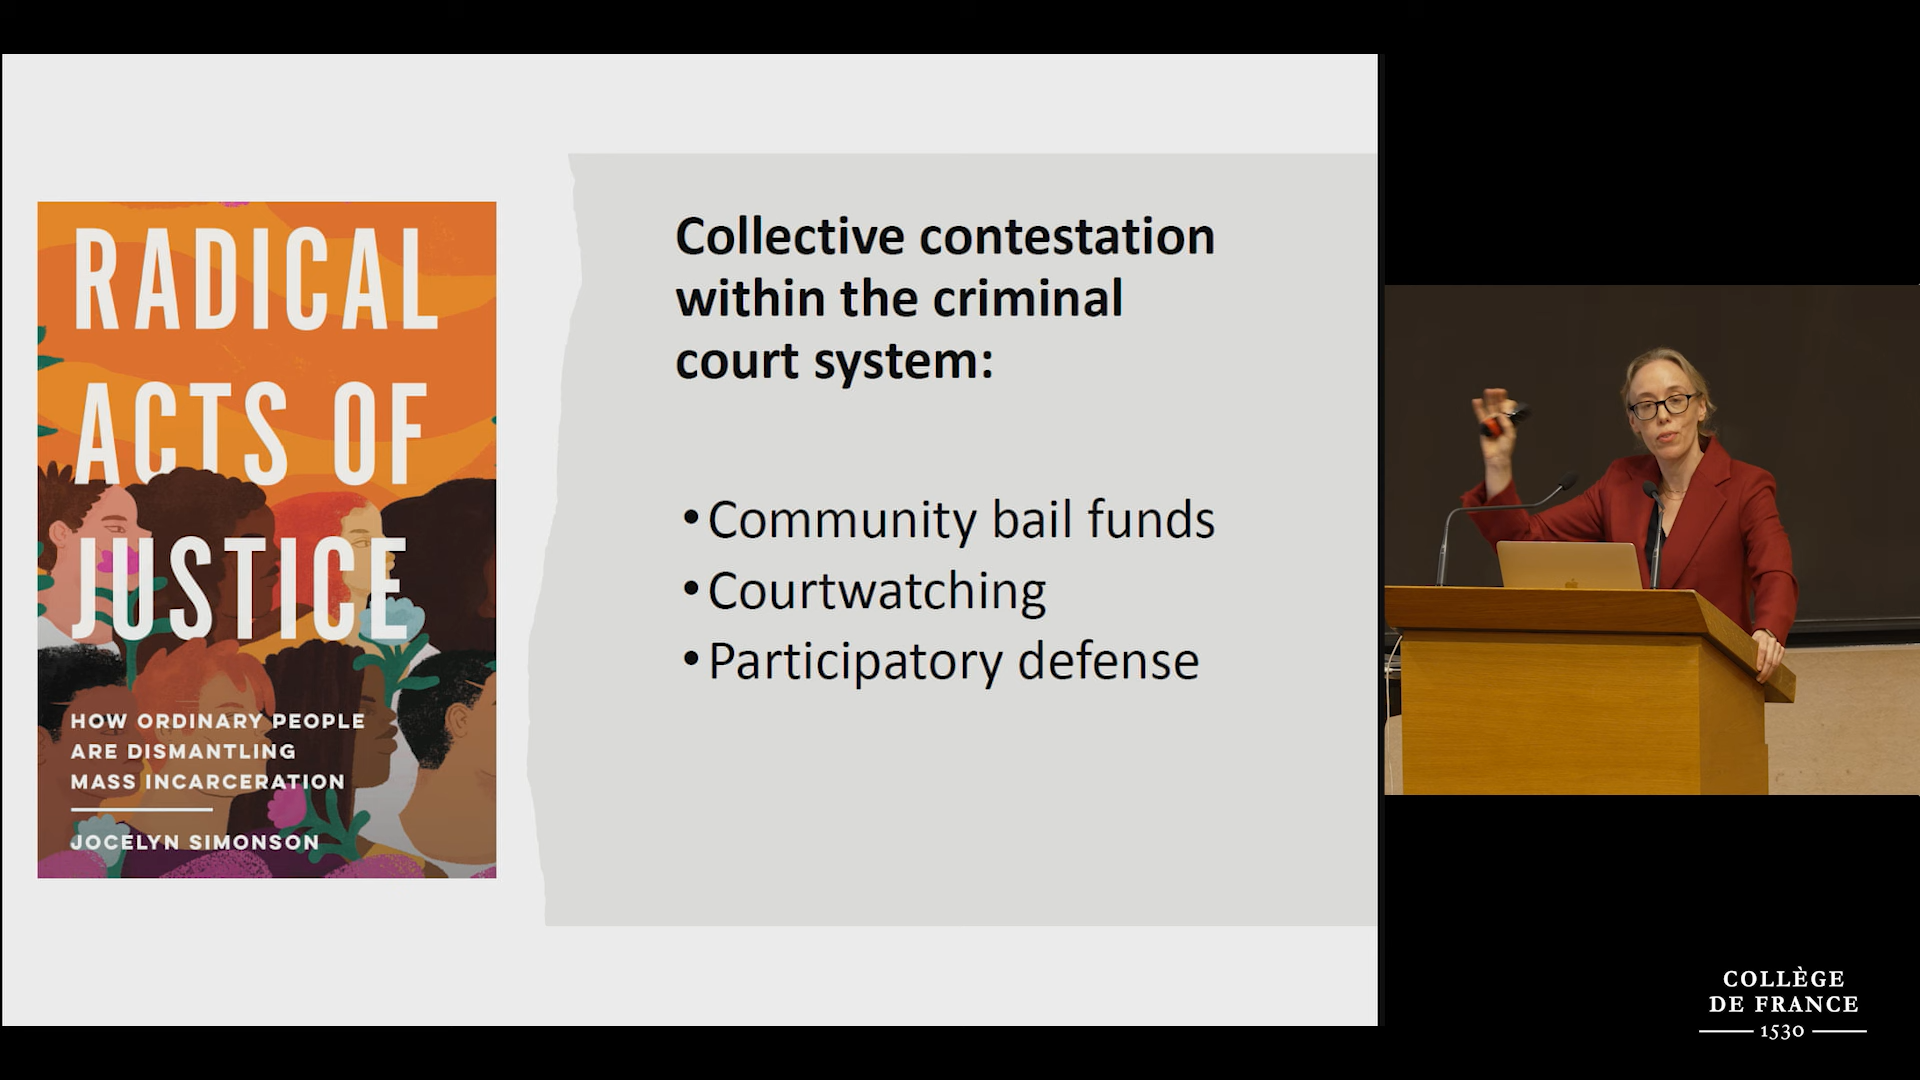 RADICAL
ACTS OF
JUSTICE
HOW ORDINARY PEOPLE
ARE DISMANTLING
MASS INCARCERATION
JOCELYN SIMONSON
Collective contestation
within the criminal
court system:
•Community bail funds
•Courtwatching
•Participatory defense
COLLÈGE
DE FRANCE
1530